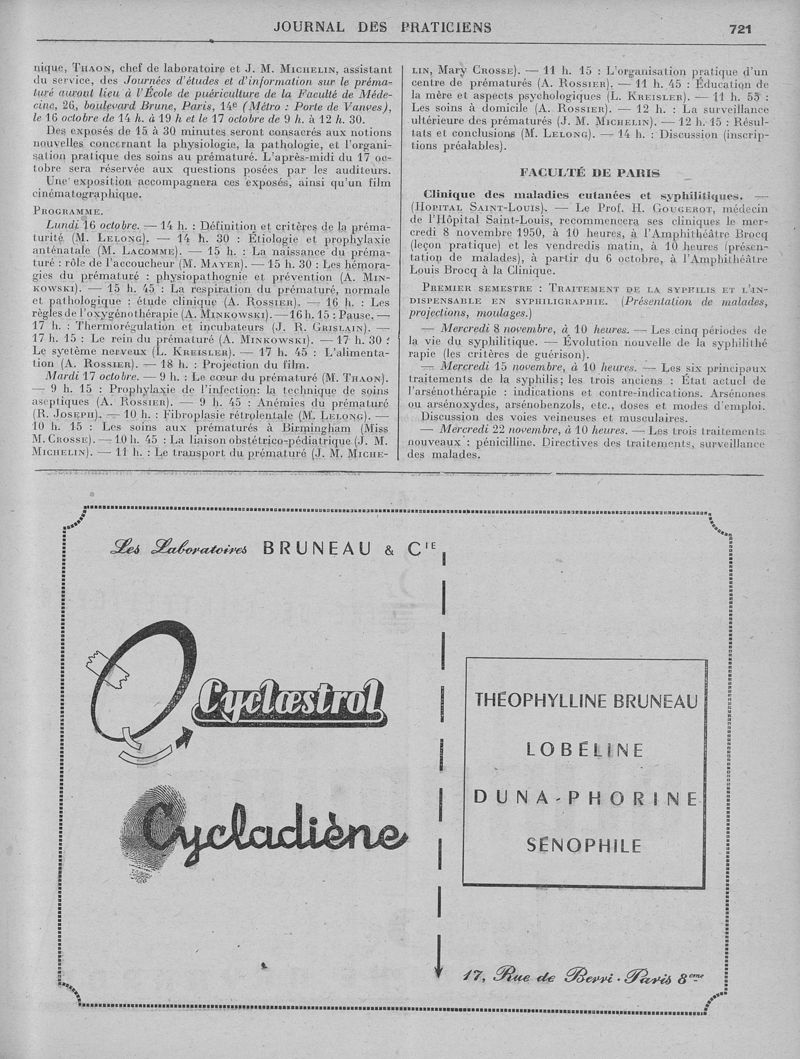 JOURNAL DES PRATICIENS 721
nique, THAON, chef de laboratoire et J. M. MICHELIN, assistant
du service, des Journées d'études et d'information sur le préma-
turé auront lieu à l'École de puériculture de la Faculté de Méde-
cine, 26, boulevard Brune, Paris, 14e (Métro : Porte de Vanves),
le 16 octobre de 14 h. à 19 h et le 17 octobre de 9 h. à 12 h. 30.
Des exposés de 15 à 30 minutes seront consacrés aux notions
nouvelles concernant la physiologie, la pathologie, et l'organi-
sation pratique des soins au prématuré. L'après-midi du 17 oc-
tobre sera réservée aux questions posées par les auditeurs.
Une exposition accompagnera ces exposés, ainsi qu'un film
cinématographique.
PROGRAMME.
Lundi 16 octobre. — 14 h. : Définition et critères de la préma-
turité (M. LELONG). — 14 h. 30 : Étiologie et prophylaxie
anténatale (M. LACOMME). — 15 h. : La naissance du préma-
turé : rôle de l'accoucheur (M. MAYER). — 15 h. 30 : Les hémora-
gies du prématuré : physiopathognie et prévention (A. MIN-
KOWSKI). — 15 h. 45 : La respiration du prématuré, normale
et pathologique : étude clinique (A. ROSSIER). — 16 h. : Les
règles de l'oxygénothérapie (A. MINKOWSKI). — 16 h. 15 : Pause. —
17 h. : Thermorégulation et incubateurs (J. R. GRISLAIN). —
17 h. 15 : Le rein du prématuré (A. MINKOWSKI). — 17 h. 30 :
Le système nerveux (L. KREISLER). — 17 h. 45 : L'alimenta-
tion (A. ROSSIER). — 18 h. : Projection du film.
Mardi 17 octobre. — 9 h. : Le cœur du prématuré (M. THAON).
— 9 h. 15 : Prophylaxie de l'infection: la technique de soins
aseptiques (A. ROSSIER). — 9 h. 45 : Anémies du prématuré
(R. JOSEPH). — 10 h. : Fibroplasie rétrolentale (M. LELONG). —
10 h. 15 : Les soins aux prématurés à Birmingham (Miss
M. CROSSE). — 10 h. 45 : La liaison obstétrico-pédiatrique (J. M.
MICHELIN). — 11 h. : Le transport du prématuré (J. M. MICHE-
LIN, Mary CROSSE). — 11 h. 15 : L'organisation pratique d'un
centre de prématurés (A. ROSSIER). — 11 h. 45 : Éducation de
la mère et aspects psychologiques (L. KREISLER). — 11 h. 55 :
Les soins à domicile (A. ROSSIER). — 12 h. : La surveillance
ultérieure des prématurés (J. M. MICHELIN). — 12 h. 15 : Résul-
tats et conclusions (M. LELONG). — 14 h. : Discussion (inscrip-
tions préalables).
FACULTÉ DE PARIS
Clinique des maladies cutanées et syphilitiques. —
(HOPITAL SAINT-LOUIS). — Le Prof. H. GOUGEROT, médecin
de l'Hôpital Saint-Louis, recommencera ses cliniques le mer-
credi 8 novembre 1950, à 10 heures, à l'Amphithéâtre Brocq
(leçon pratique) et les vendredis matin, à 10 heures (présen-
tation de malades), à partir du 6 octobre, à l'Amphithéâtre
Louis Brocq à la Clinique.
PREMIER SEMESTRE : TRAITEMENT DE LA SYPHILIS ET L'IN-
DISPENSABLE EN SYPHILIGRAPHIE. (Présentation de malades,
projections, moulages.)
— Mercredi 8 novembre, à 10 heures. — Les cinq périodes de
la vie du syphilitique. — Évolution nouvelle de la syphilithé
rapie (les critères de guérison).
— Mercredi 15 novembre, à 10 heures. — Les six principaux
traitements de la syphilis; les trois anciens : État actuel de
l'arsénothérapie : indications et contre-indications. Arsénones
ou arsénoxydes, arsénobenzols, etc., doses et modes d'emploi.
Discussion des voies veineuses et musculaires.
— Mercredi 22 novembre, à 10 heures. — Les trois traitements
nouveaux : pénicilline. Directives des traitements, surveillance
des malades.
Les Laboratoires BRUNEAU & CIE
Cyclœstrol
Cycladiène
THÉOPHYLLINE BRUNEAU
LOBÉLINE
DUNA-PHORINE
SÉNOPHILE
17, Rue de Berri · Paris 8eme